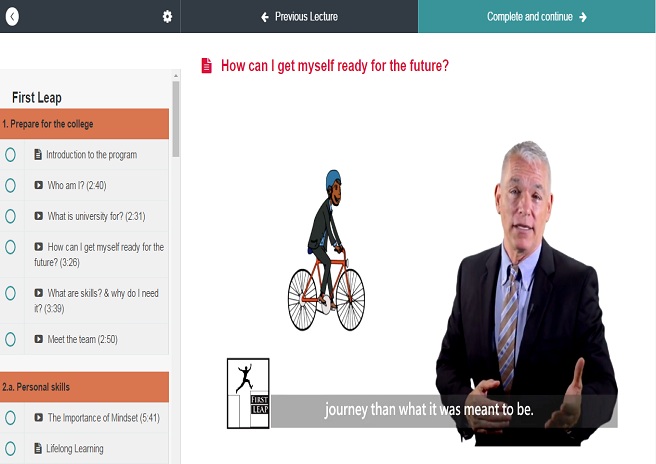 Previous Lecture
Complete and continue
How can I get myself ready for the future?
First Leap
1. Prepare for the college
Introduction to the program
Who am I? (2:40)
What is university for? (2:31)
How can I get myself ready for the
future? (3:26)
What are skills? & why do I need
it? (3:39)
Meet the team (2:50)
2.a. Personal skills
The Importance of Mindset (5:41)
Lifelong Learning
FIRST
LEAP
journey than what it was meant to be.